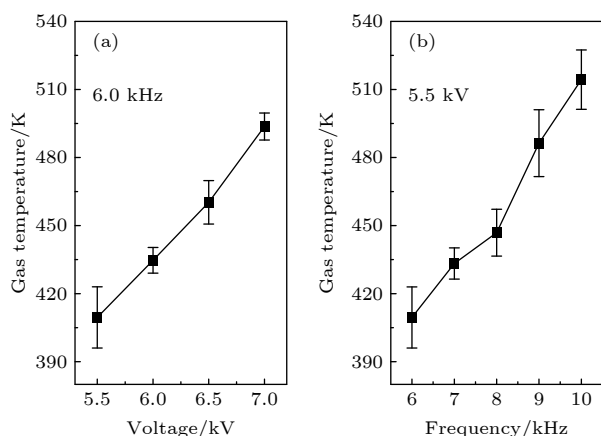 (a)
6.0 kHz
Gas temperature/K
540
510
480
450
420
390
5.5 6.0 6.5 7.0
Voltage/kV
(b)
5.5 kV
Gas temperature/K
540
510
480
450
420
390
6 7 8 9 10
Frequency/kHz